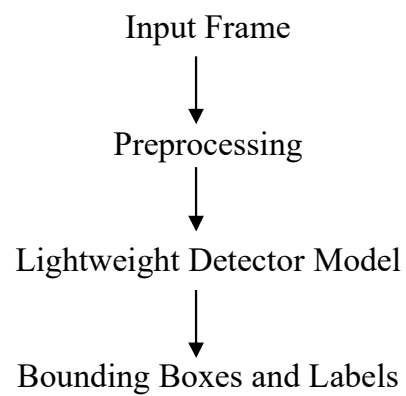 Input Frame
Preprocessing
Lightweight Detector Model
Bounding Boxes and Labels